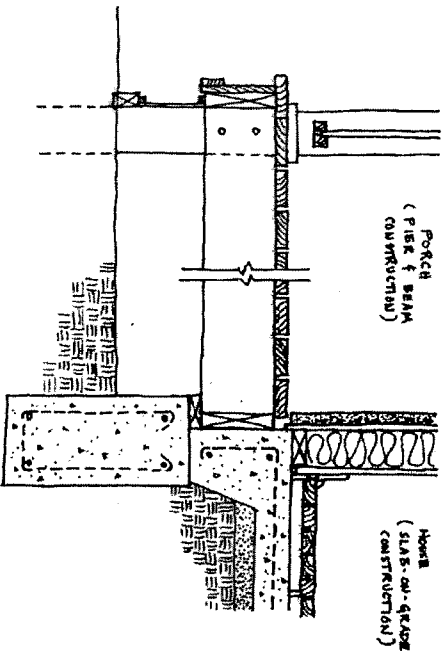 PORCH
( PIER & BEAM
CONSTRUCTION )
HOUSE
( SLAB-ON-GRADE
CONSTRUCTION )